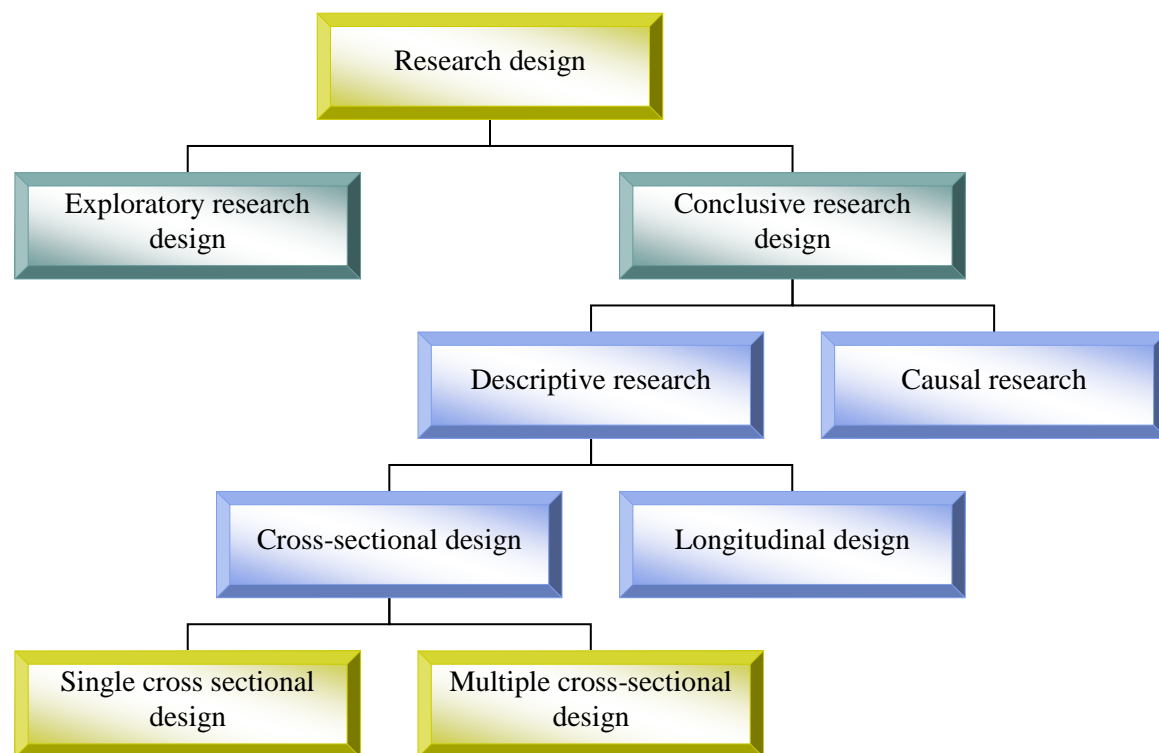 Research design
Exploratory research
design
Conclusive research
design
Descriptive research
Causal research
Cross-sectional design
Longitudinal design
Single cross sectional
design
Multiple cross-sectional
design